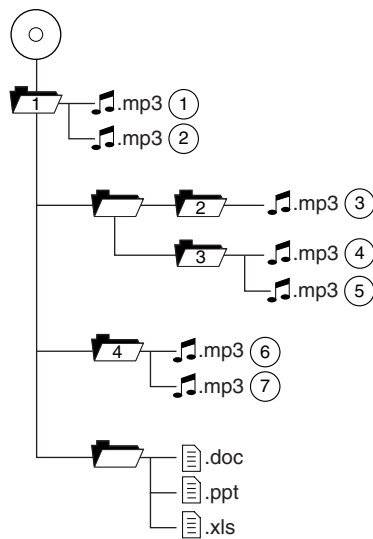 1 .mp3 1
.mp3 2
2 .mp3 3
3 .mp3 4
.mp3 5
4 .mp3 6
.mp3 7
.doc
.ppt
.xls